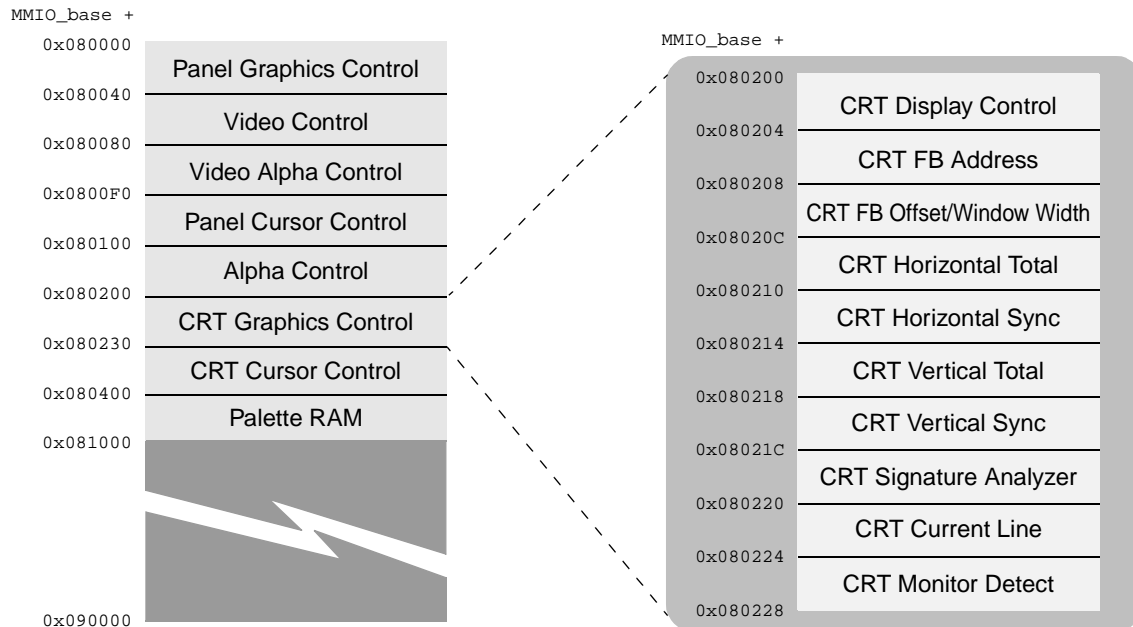 MMIO_base +
0x080000
Panel Graphics Control
0x080040
Video Control
0x080080
Video Alpha Control
0x0800F0
Panel Cursor Control
0x080100
Alpha Control
0x080200
CRT Graphics Control
0x080230
CRT Cursor Control
0x080400
Palette RAM
0x081000
0x090000
MMIO_base +
0x080200
CRT Display Control
0x080204
CRT FB Address
0x080208
CRT FB Offset/Window Width
0x08020C
CRT Horizontal Total
0x080210
CRT Horizontal Sync
0x080214
CRT Vertical Total
0x080218
CRT Vertical Sync
0x08021C
CRT Signature Analyzer
0x080220
CRT Current Line
0x080224
CRT Monitor Detect
0x080228